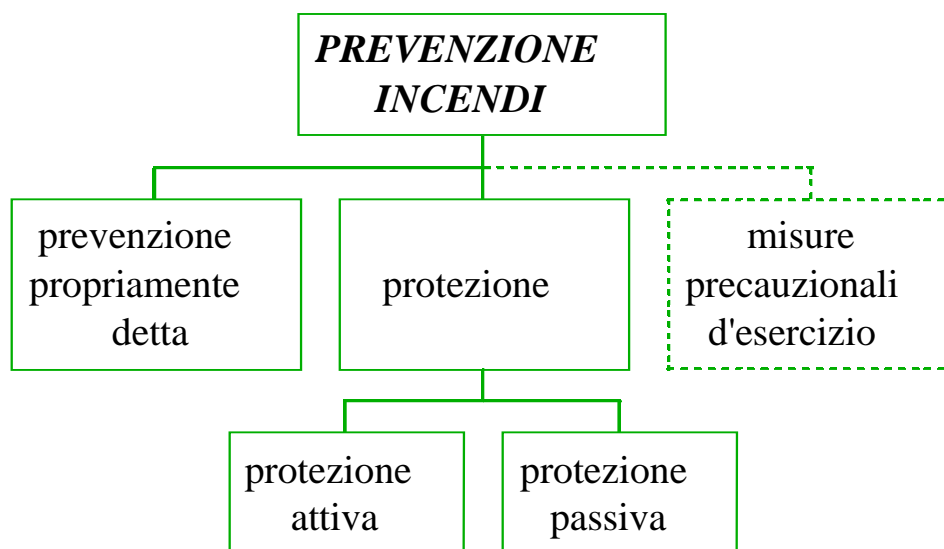 PREVENZIONE
INCENDI
prevenzione
propriamente
detta
protezione
misure
precauzionali
d'esercizio
protezione
attiva
protezione
passiva